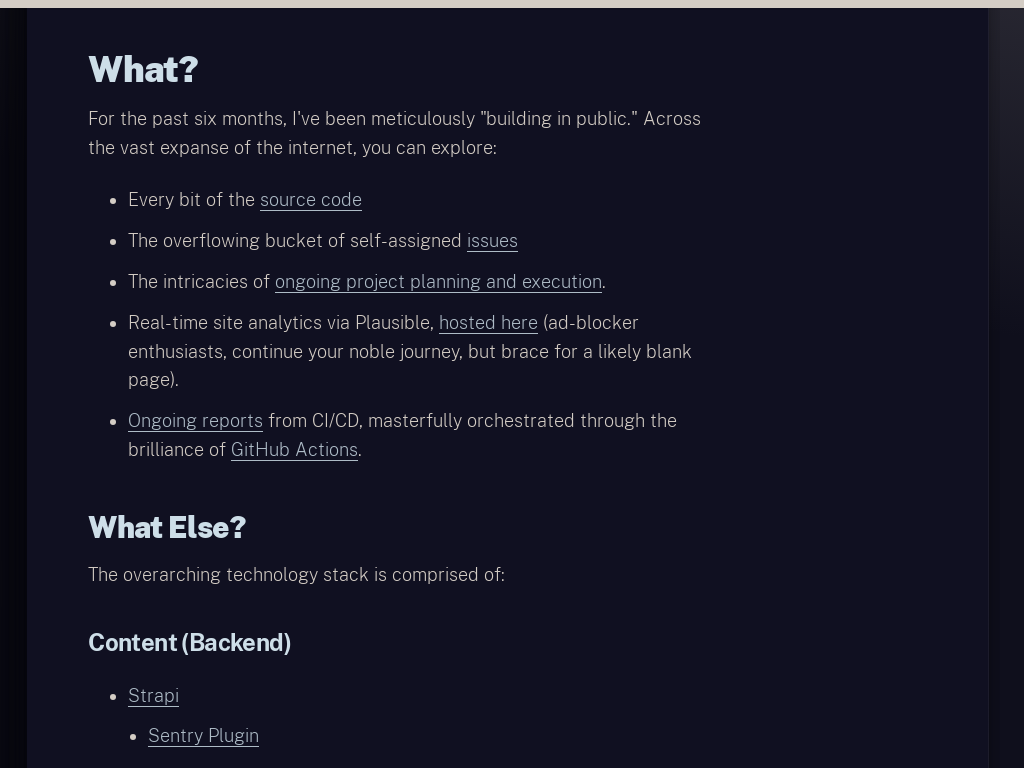 What?
For the past six months, I've been meticulously "building in public." Across
the vast expanse of the internet, you can explore:
Every bit of the source code
The overflowing bucket of self-assigned issues
The intricacies of ongoing project planning and execution.
Real-time site analytics via Plausible, hosted here (ad-blocker
enthusiasts, continue your noble journey, but brace for a likely blank
page).
Ongoing reports from CI/CD, masterfully orchestrated through the
brilliance of GitHub Actions.
What Else?
The overarching technology stack is comprised of:
Content (Backend)
Strapi
Sentry Plugin